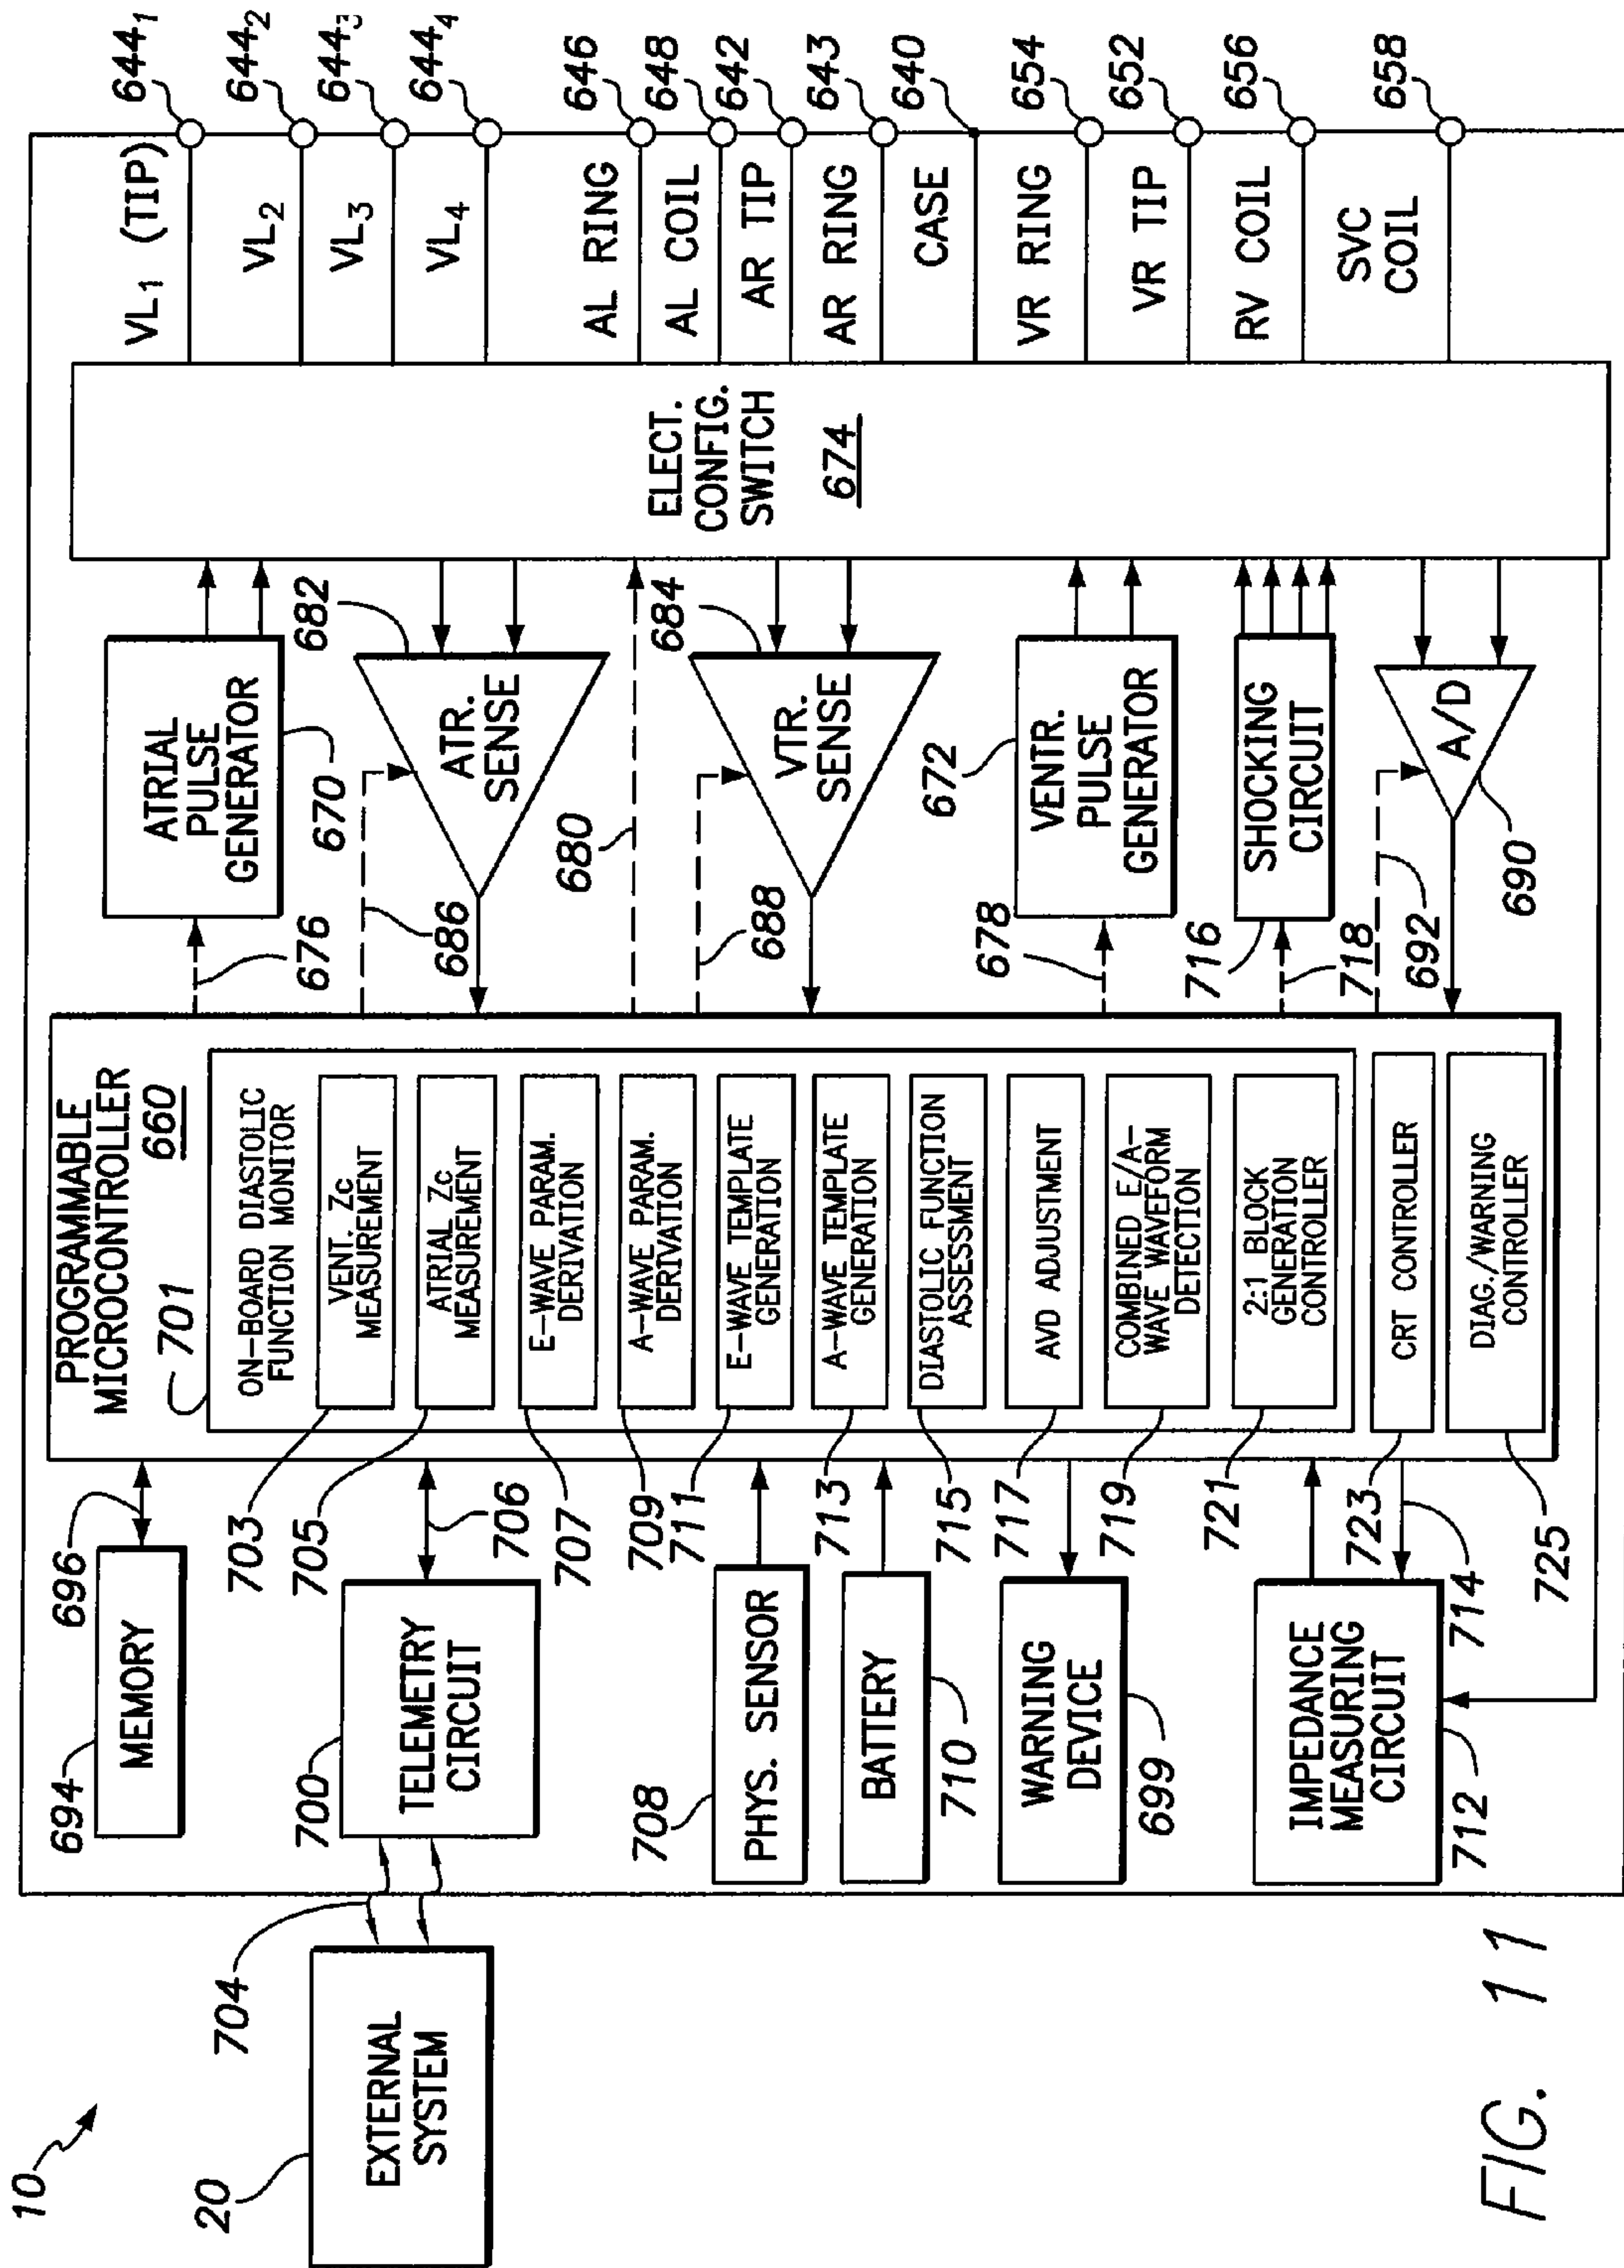 10
20
EXTERNAL
SYSTEM
704
694
MEMORY
696
700
TELEMETRY
CIRCUIT
706
708
PHYS. SENSOR
BATTERY
710
WARNING
DEVICE
699
IMPEDANCE
MEASURING
CIRCUIT
712
714
PROGRAMMABLE
MICROCONTROLLER
660
701
ON-BOARD DIASTOLIC
FUNCTION MONITOR
703
VENT. Zc
MEASUREMENT
705
ATRIAL Zc
MEASUREMENT
707
E-WAVE PARAM.
DERIVATION
709
A-WAVE PARAM.
DERIVATION
711
E-WAVE TEMPLATE
GENERATION
713
A-WAVE TEMPLATE
GENERATION
715
DIASTOLIC FUNCTION
ASSESSMENT
717
AVD ADJUSTMENT
719
COMBINED E/A-
WAVE WAVEFORM
DETECTION
721
2:1 BLOCK
GENERATION
CONTROLLER
723
CRT CONTROLLER
725
DIAG./WARNING
CONTROLLER
676
ATRIAL
PULSE
GENERATOR
670
682
ATR.
SENSE
686
680
684
VTR.
SENSE
688
672
VENTR.
PULSE
GENERATOR
678
SHOCKING
CIRCUIT
716
718
A/D
692
690
ELECT.
CONFIG.
SWITCH
674
VL1 (TIP)
6441
VL2
6442
VL3
6443
VL4
6444
AL RING
646
AL COIL
648
AR TIP
642
AR RING
643
CASE
640
VR RING
654
VR TIP
652
RV COIL
656
SVC
COIL
658
FIG. 11